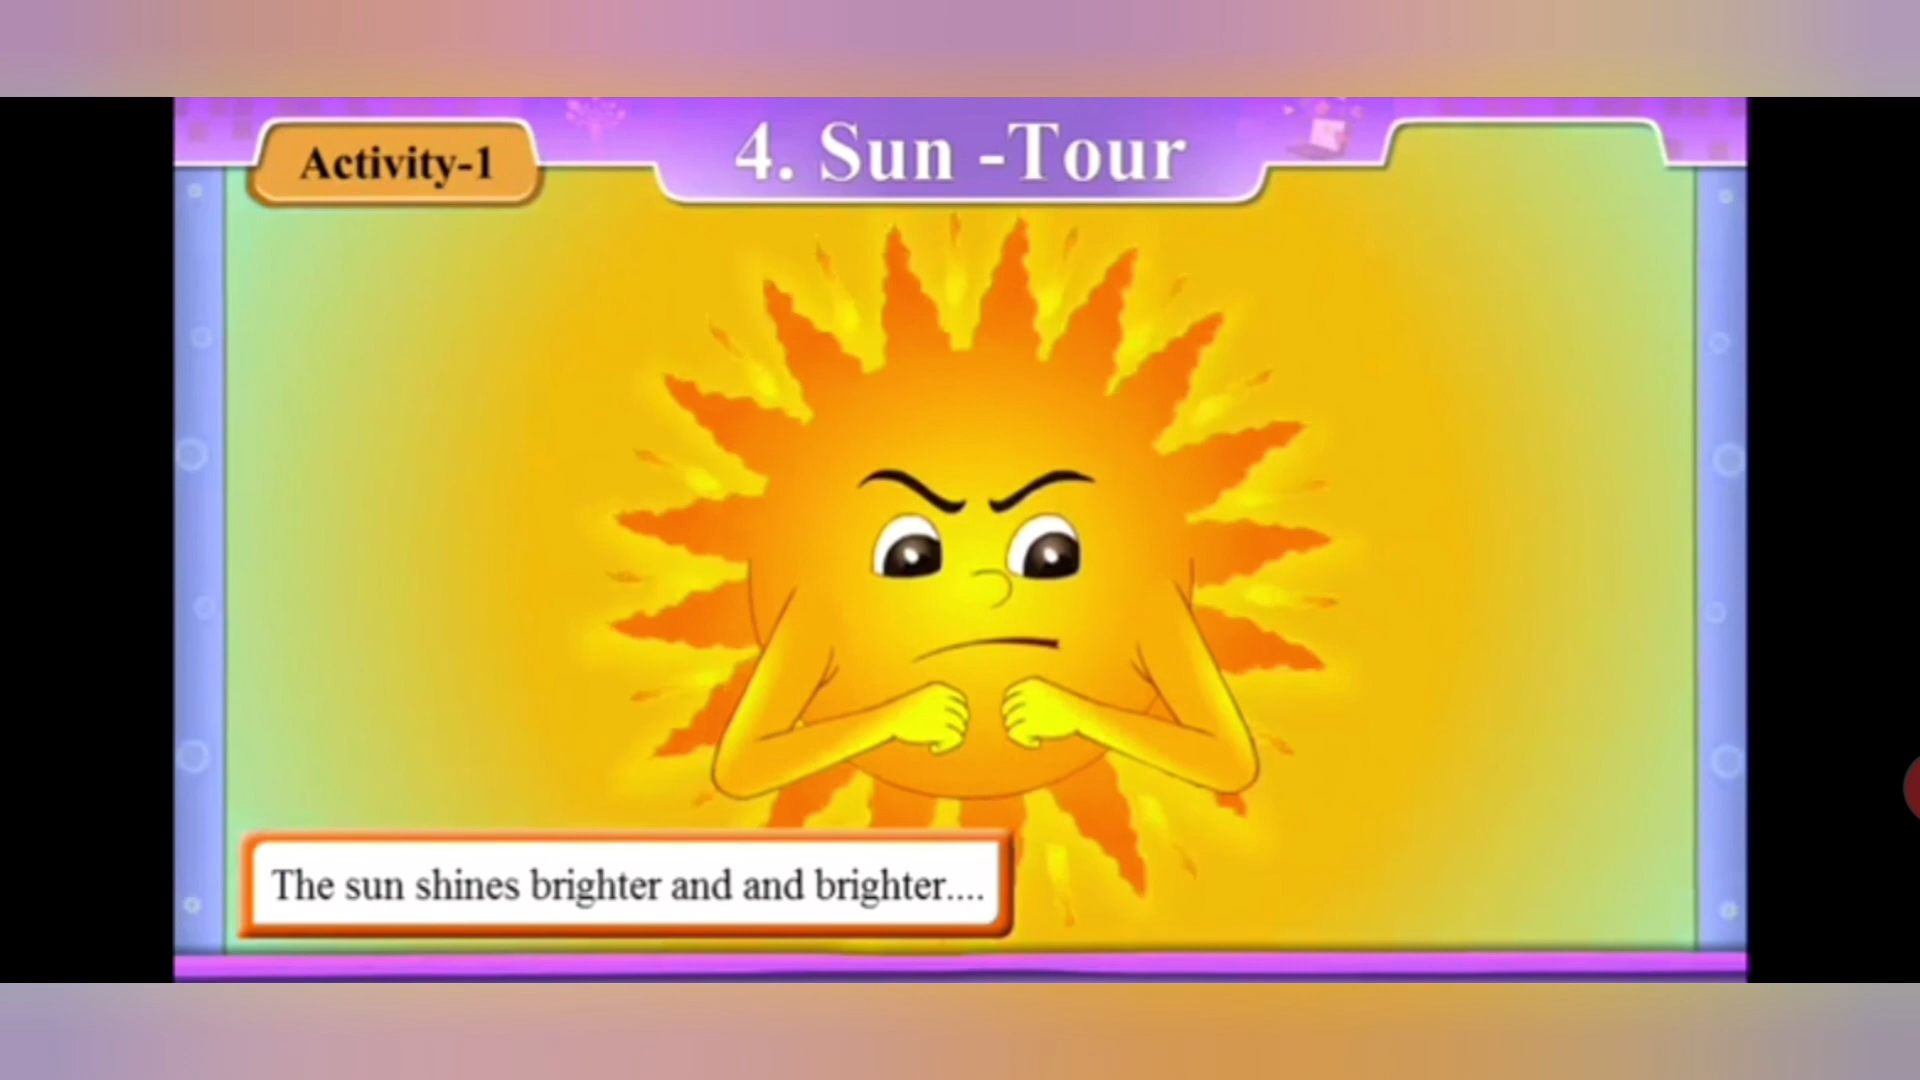 Activity-1
4. Sun -Tour
The sun shines brighter and and brighter....